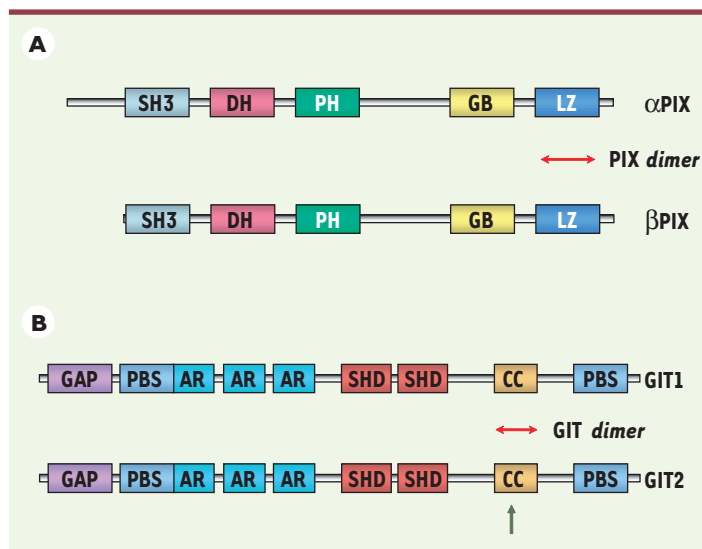 A
SH3 DH PH GB LZ αPIX
PIX dimer
SH3 DH PH GB LZ βPIX
B
GAP PBS AR AR AR SHD SHD CC PBS GIT1
GIT dimer
GAP PBS AR AR AR SHD SHD CC PBS GIT2